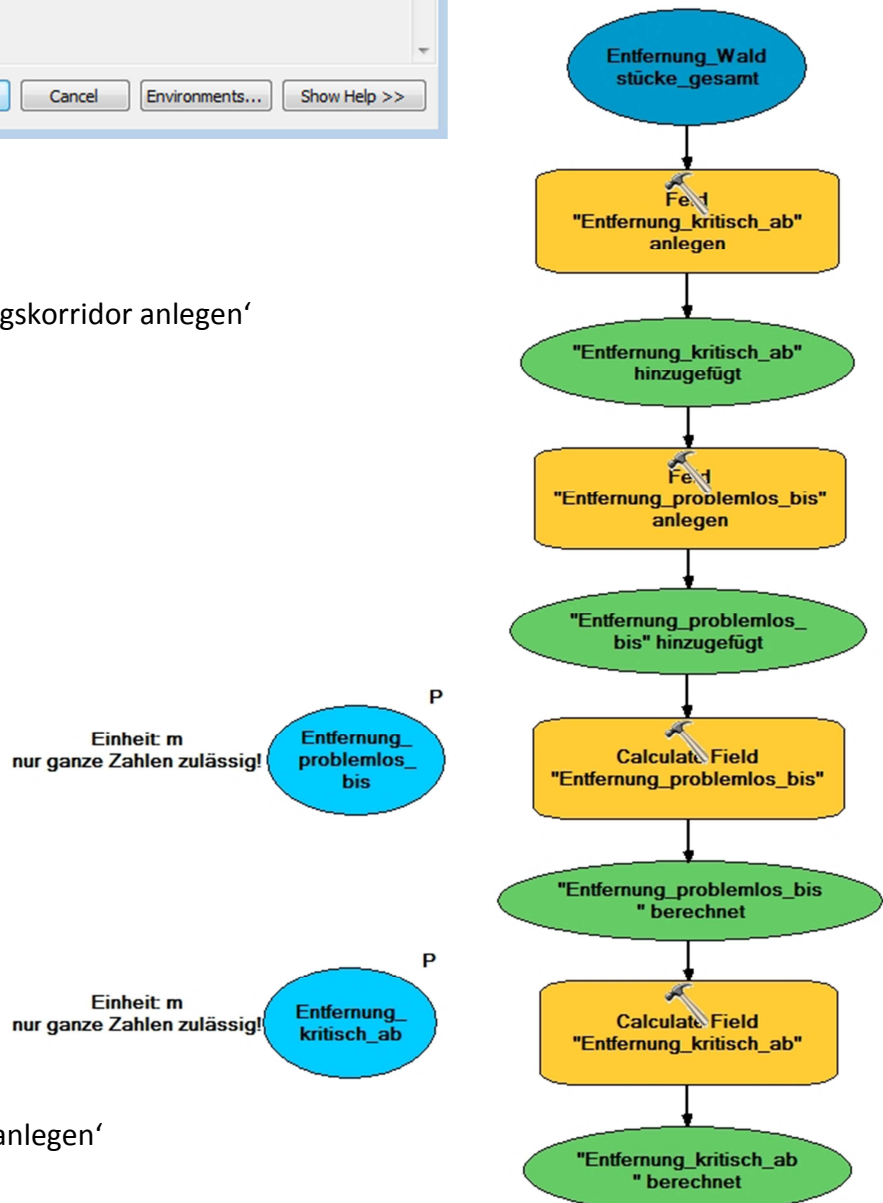 Cancel
Environments...
Show Help >>
Entfernung_Wald
stücke_gesamt
Feld
"Entfernung_kritisch_ab"
anlegen
gskorridor anlegen‘
"Entfernung_kritisch_ab"
hinzugefügt
Feld
"Entfernung_problemlos_bis"
anlegen
"Entfernung_problemlos_
bis" hinzugefügt
P
Einheit: m
nur ganze Zahlen zulässig!
Entfernung_
problemlos_
bis
Calculate Field
"Entfernung_problemlos_bis"
"Entfernung_problemlos_bis
" berechnet
P
Einheit: m
nur ganze Zahlen zulässig!
Entfernung_
kritisch_ab
Calculate Field
"Entfernung_kritisch_ab"
anlegen‘
"Entfernung_kritisch_ab
" berechnet